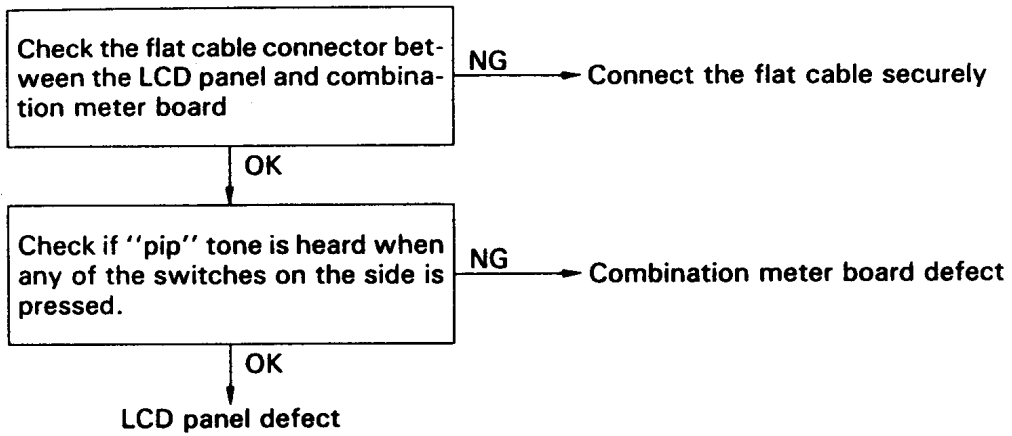 Check the flat cable connector bet-
ween the LCD panel and combina-
tion meter board
NG
Connect the flat cable securely
OK
Check if ''pip'' tone is heard when
any of the switches on the side is
pressed.
NG
Combination meter board defect
OK
LCD panel defect